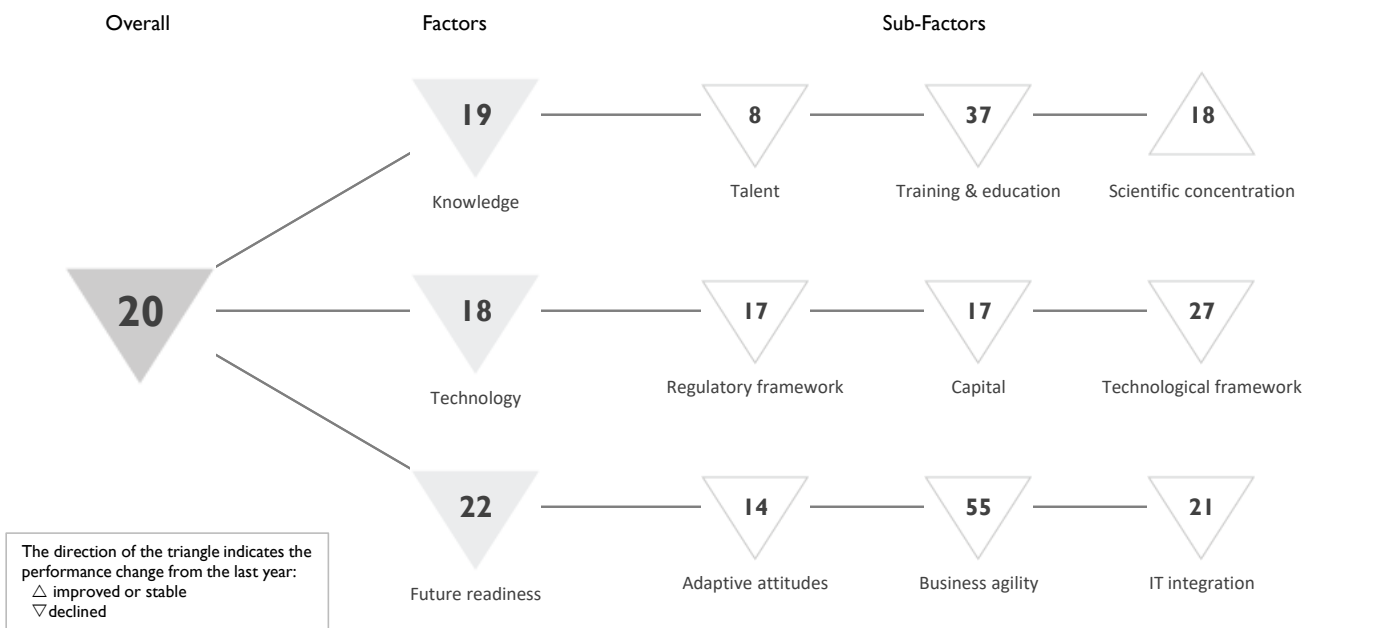 Overall Factors Sub-Factors
19 8 37 18
Knowledge Talent Training & education Scientific concentration
20 18 17 17 27
Technology Regulatory framework Capital Technological framework
22 14 55 21
Future readiness Adaptive attitudes Business agility IT integration
The direction of the triangle indicates the
performance change from the last year:
△ improved or stable
▽ declined